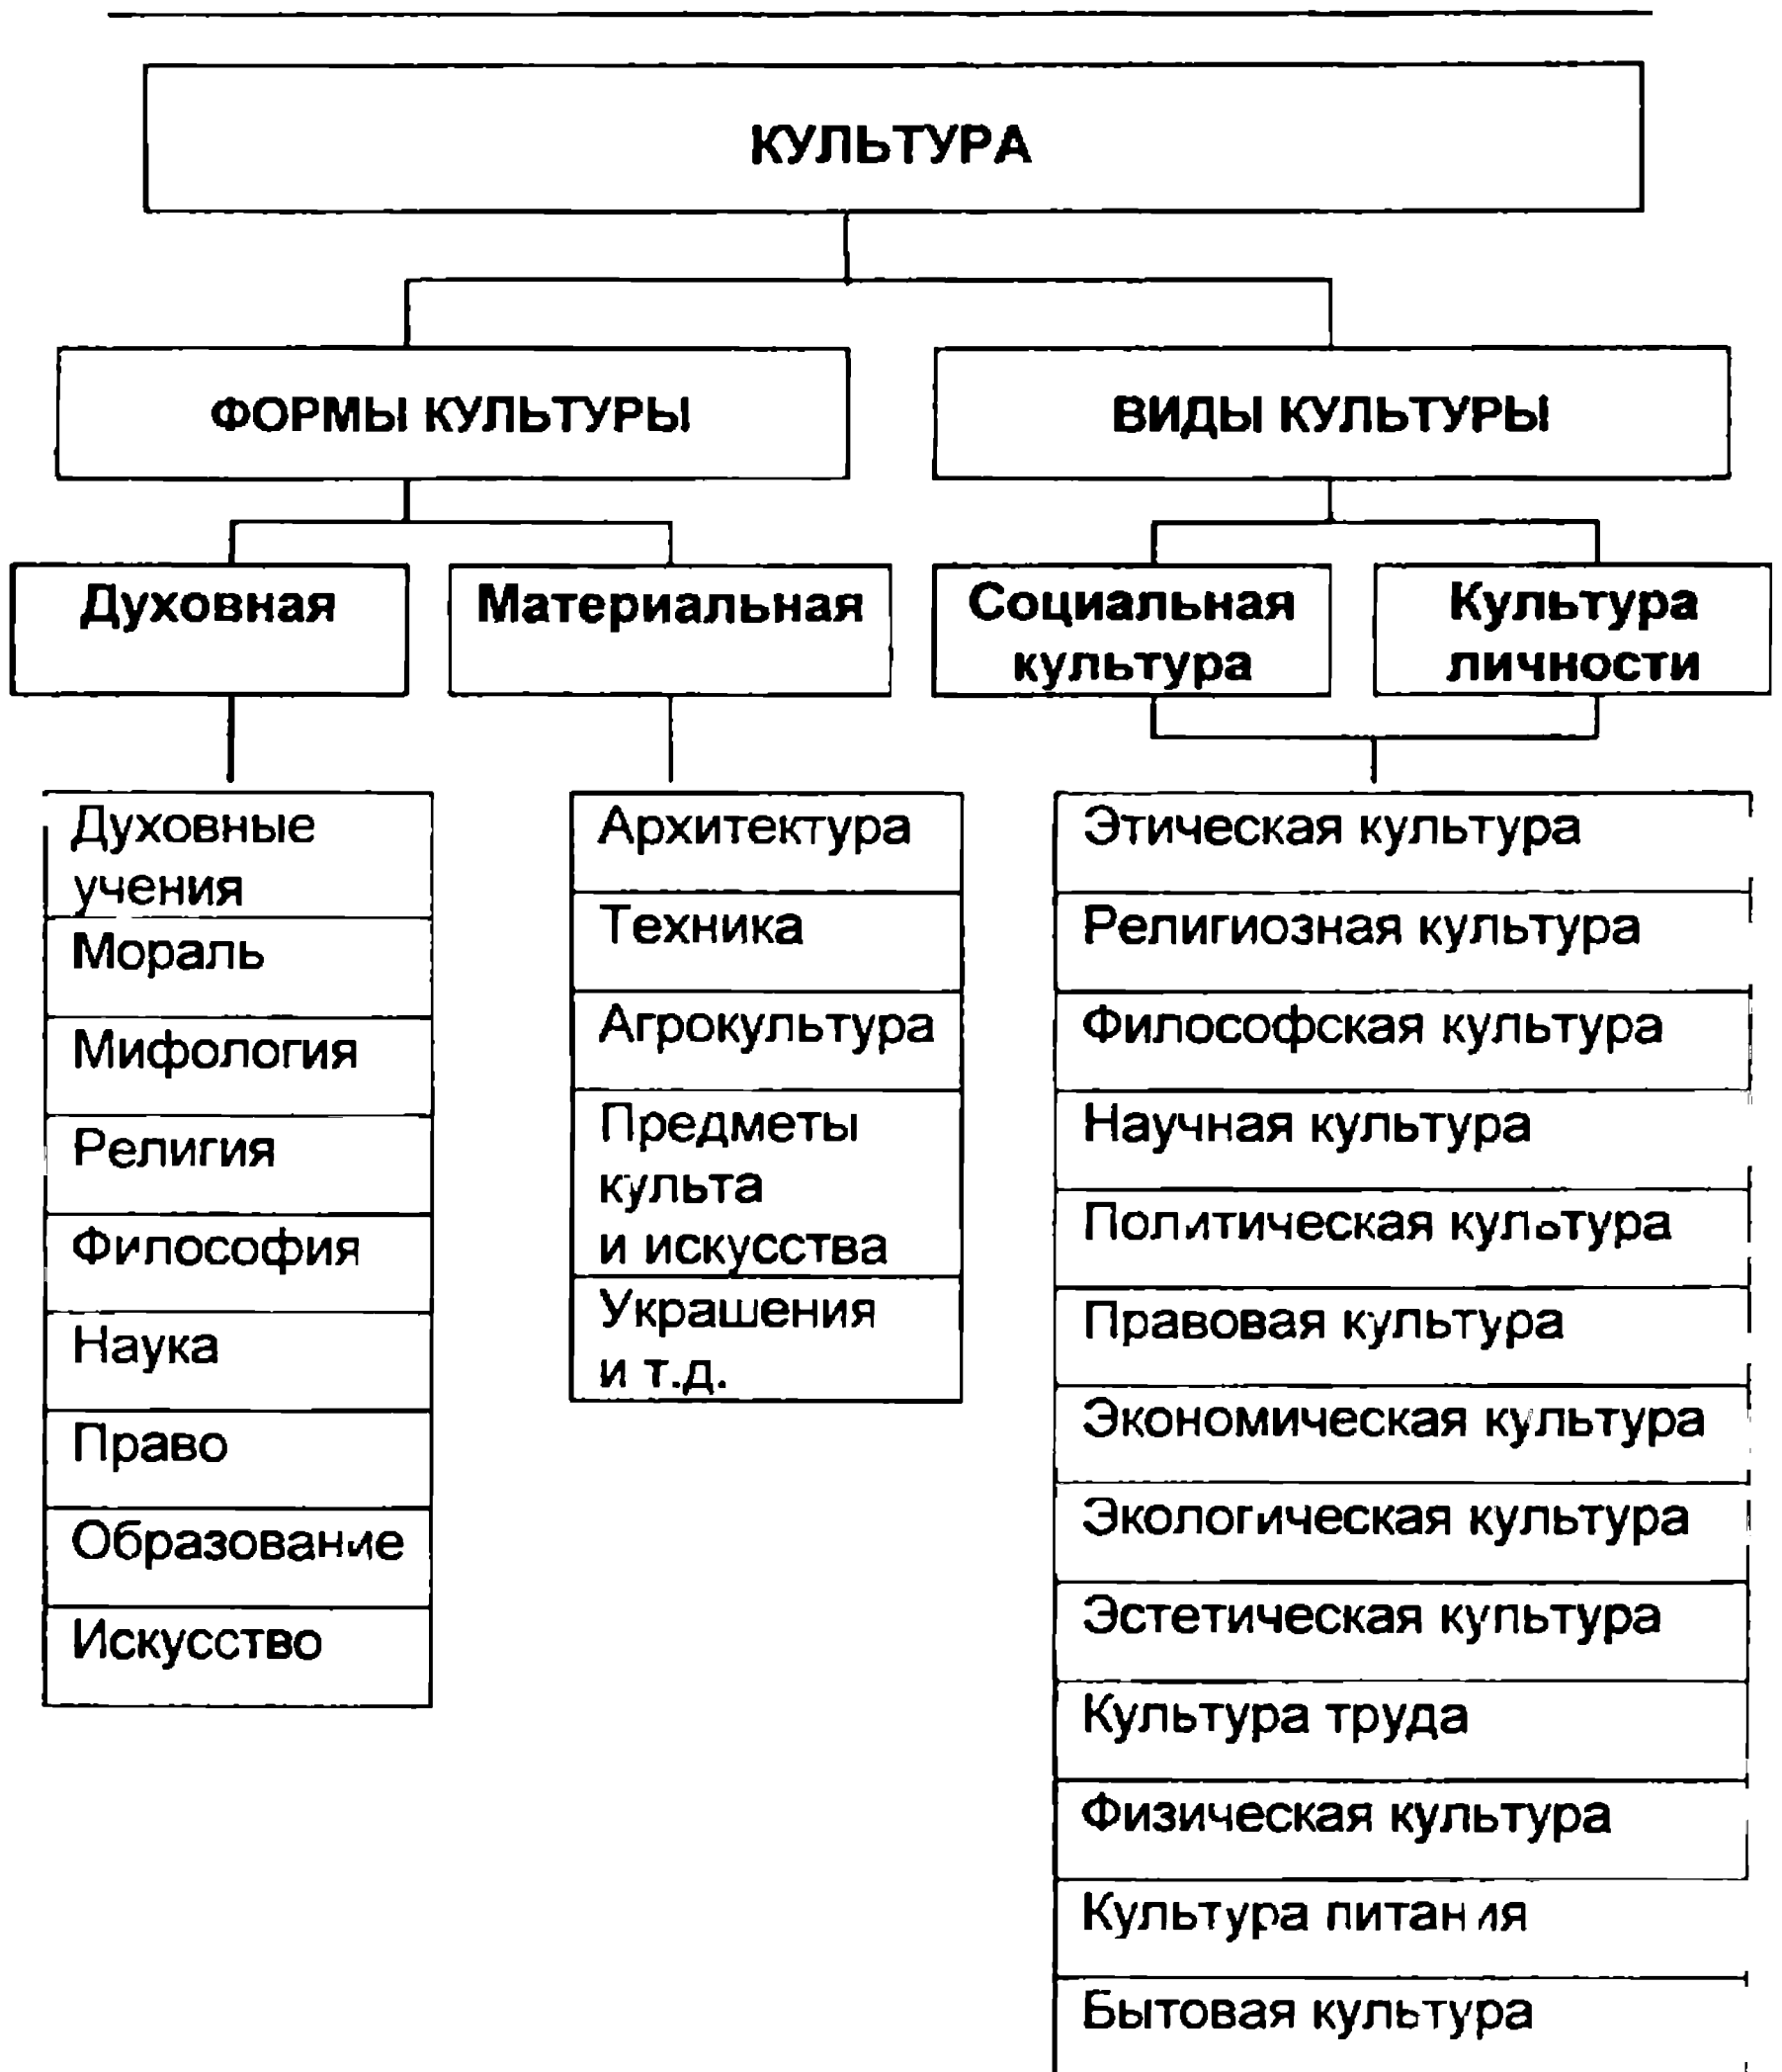 КУЛЬТУРА
ФОРМЫ КУЛЬТУРЫ
ВИДЫ КУЛЬТУРЫ
Духовная
Материальная
Социальная
культура
Культура
личности
Духовные
учения
Мораль
Мифология
Религия
Философия
Наука
Право
Образование
Искусство
Архитектура
Техника
Агрокультура
Предметы
культа
и искусства
Украшения
и т.д.
Этическая культура
Религиозная культура
Философская культура
Научная культура
Политическая культура
Правовая культура
Экономическая культура
Экологическая культура
Эстетическая культура
Культура труда
Физическая культура
Культура питания
Бытовая культура